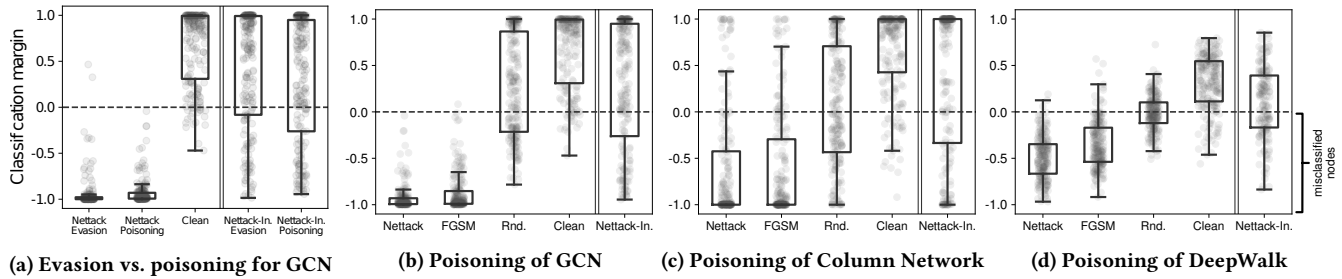 Classification margin
1.0
0.5
0.0
-0.5
-1.0
Nettack
Evasion
Nettack
Poisoning
Clean
Nettack-In.
Evasion
Nettack-In.
Poisoning
(a) Evasion vs. poisoning for GCN
1.0
0.5
0.0
-0.5
-1.0
Nettack
FGSM
Rnd.
Clean
Nettack-In.
(b) Poisoning of GCN
1.0
0.5
0.0
-0.5
-1.0
Nettack
FGSM
Rnd.
Clean
Nettack-In.
(c) Poisoning of Column Network
1.0
0.5
0.0
-0.5
-1.0
Nettack
FGSM
Rnd.
Clean
Nettack-In.
misclassified
nodes
(d) Poisoning of DeepWalk